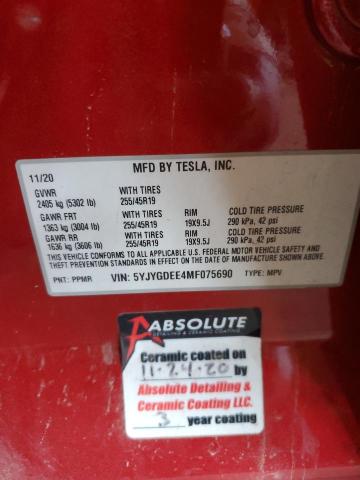 MFD BY TESLA, INC.
11/20
GVWR WITH TIRES
2405 kg (5302 lb) 255/45R19
GAWR FRT WITH TIRES RIM COLD TIRE PRESSURE
1363 kg (3004 lb) 255/45R19 19X9.5J 290 kPa, 42 psi
GAWR RR WITH TIRES RIM COLD TIRE PRESSURE
1636 kg (3606 lb) 255/45R19 19X9.5J 290 kPa, 42 psi
THIS VEHICLE CONFORMS TO ALL APPLICABLE U.S. FEDERAL MOTOR VEHICLE SAFETY AND
THEFT PREVENTION STANDARDS IN EFFECT ON THE DATE OF MANUFACTURE SHOWN ABOVE.
PNT: PPMR VIN: 5YJYGDEE4MF075690 TYPE: MPV
ABSOLUTE
DETAILING & CERAMIC COATING
Ceramic coated on
11-24-20 by
Absolute Detailing &
Ceramic Coating LLC.
3 year coating